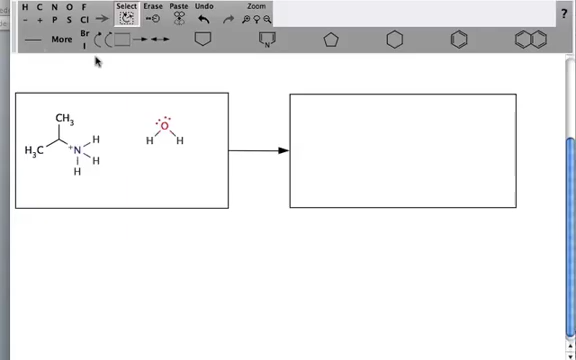 H C N O F Select Erase Paste Undo Zoom
− + P S Cl ?
More Br
I
N
CH₃
H₃C
⁺N
H
H
H
O
H H